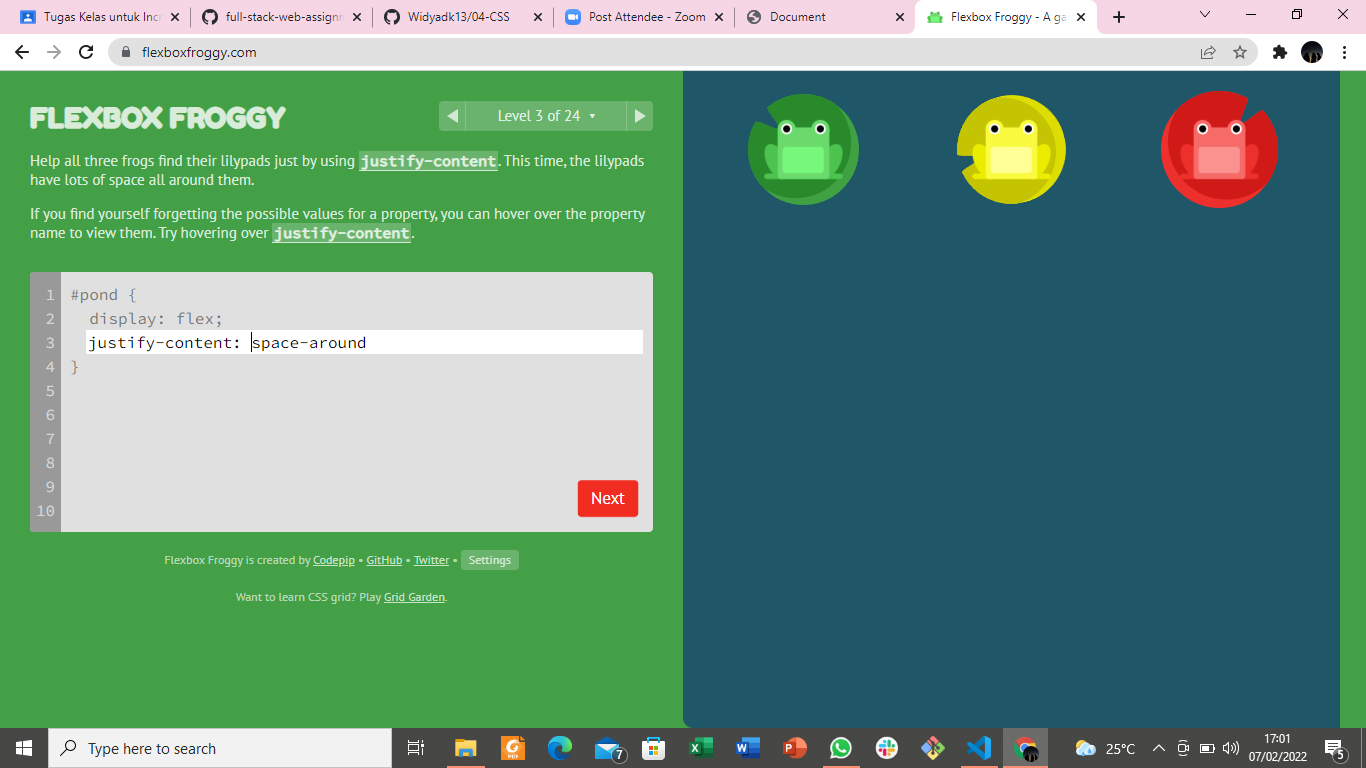 Tugas Kelas untuk Incr
full-stack-web-assignm
Widyadk13/04-CSS
Post Attendee - Zoom
Document
Flexbox Froggy - A ga
flexboxfroggy.com
FLEXBOX FROGGY
Level 3 of 24
Help all three frogs find their lilypads just by using justify-content. This time, the lilypads
have lots of space all around them.
If you find yourself forgetting the possible values for a property, you can hover over the property
name to view them. Try hovering over justify-content.
1 #pond {
2 display: flex;
3 justify-content: space-around
4 }
5
6
7
8
9
10
Next
Flexbox Froggy is created by Codepip • GitHub • Twitter • Settings
Want to learn CSS grid? Play Grid Garden.
Type here to search
7
25°C
17:01
07/02/2022
5